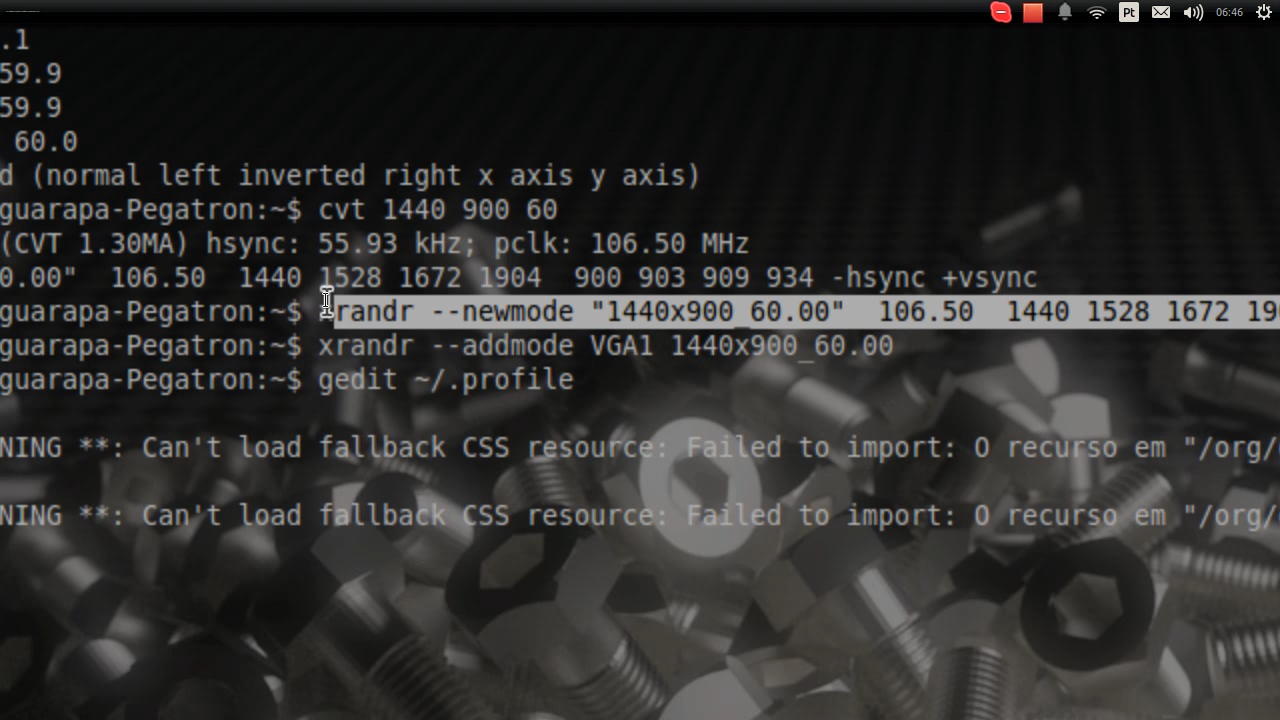 Pt 06:46
.1
59.9
59.9
60.0
d (normal left inverted right x axis y axis)
guarapa-Pegatron:~$ cvt 1440 900 60
(CVT 1.30MA) hsync: 55.93 kHz; pclk: 106.50 MHz
0.00"  106.50  1440 1528 1672 1904  900 903 909 934 -hsync +vsync
guarapa-Pegatron:~$ xrandr --newmode "1440x900_60.00"  106.50  1440 1528 1672 190
guarapa-Pegatron:~$ xrandr --addmode VGA1 1440x900_60.00
guarapa-Pegatron:~$ gedit ~/.profile
NING **: Can't load fallback CSS resource: Failed to import: O recurso em "/org/
NING **: Can't load fallback CSS resource: Failed to import: O recurso em "/org/